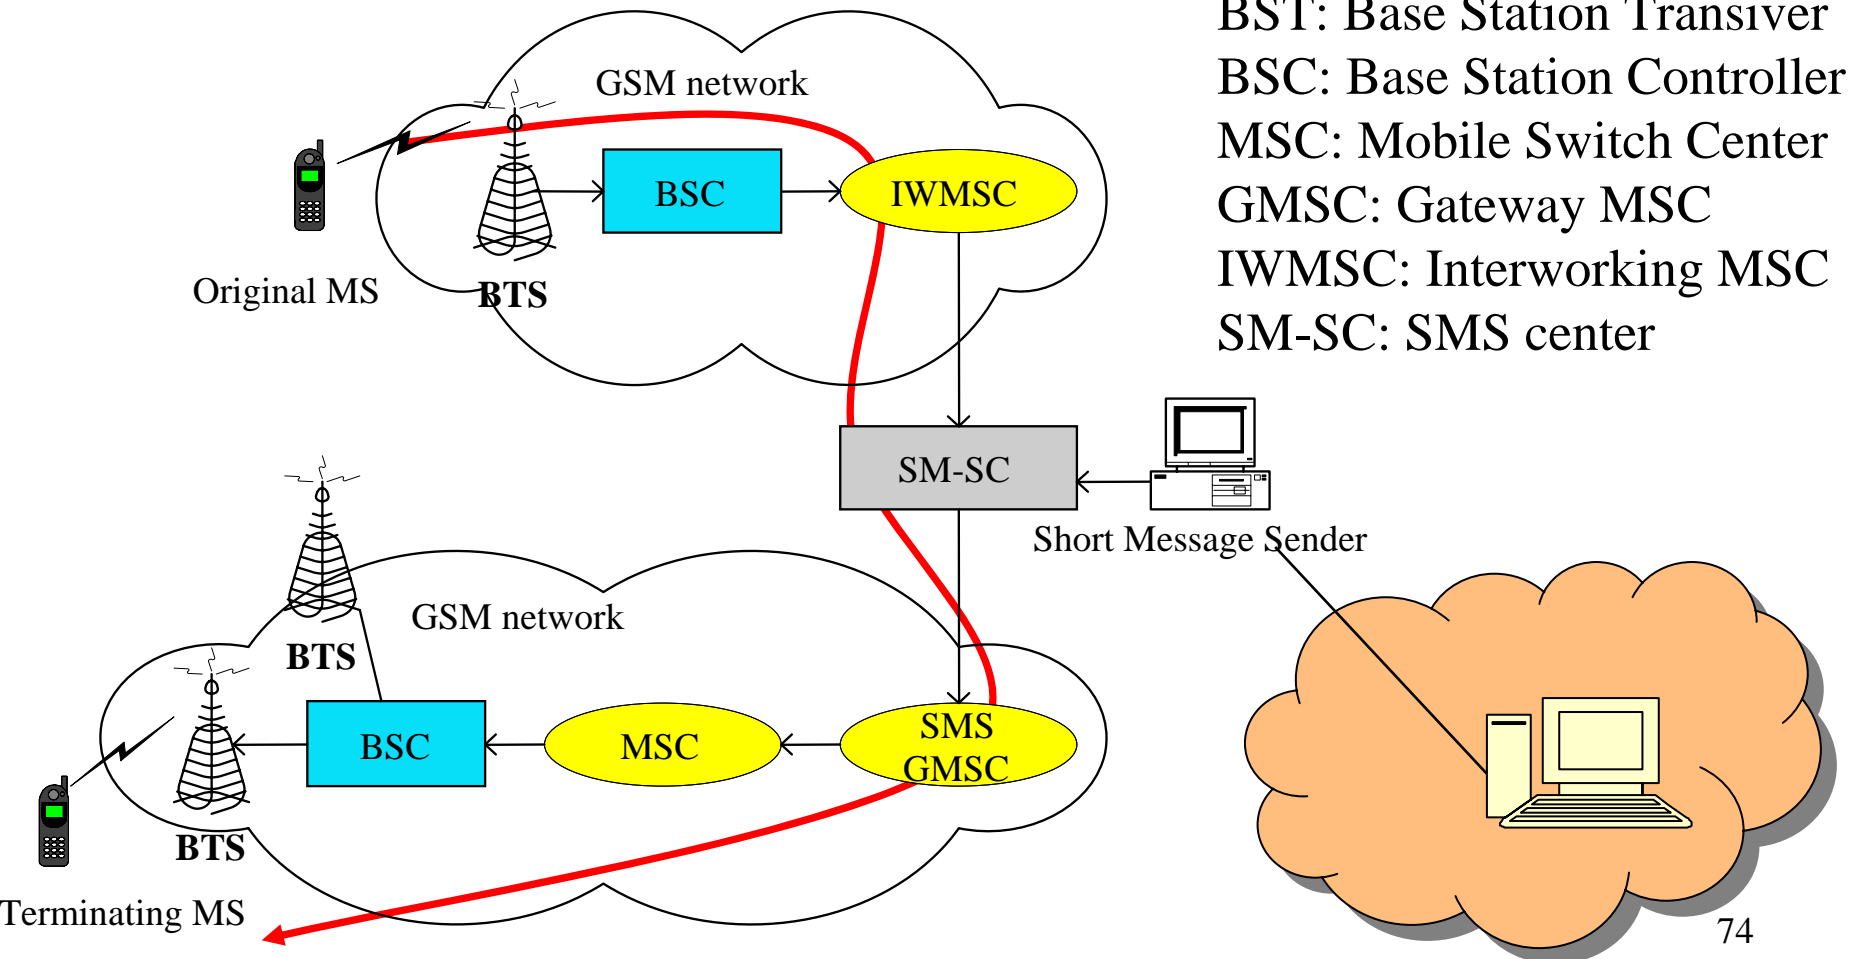 BST: Base Station Transiver
GSM network
BSC: Base Station Controller
MSC: Mobile Switch Center
BSC
IWMSC
GMSC: Gateway MSC
Original MS
BTS
IWMSC: Interworking MSC
SM-SC: SMS center
SM-SC
Short Message Sender
GSM network
BTS
BSC
MSC
SMS
GMSC
BTS
Terminating MS
74